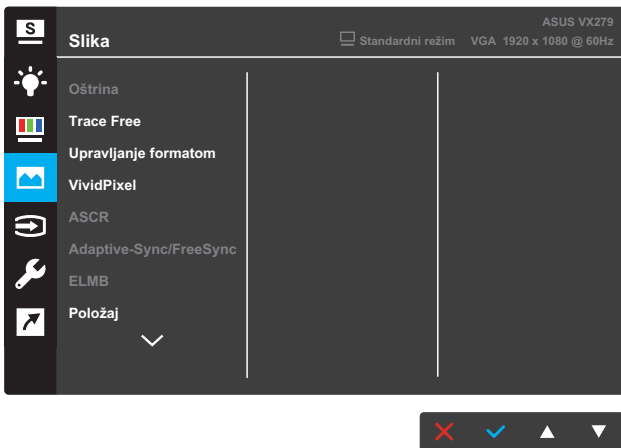 S
ASUS VX279
Slika
Standardni režim VGA 1920 x 1080 @ 60Hz
Oštrina
Trace Free
Upravljanje formatom
VividPixel
ASCR
Adaptive-Sync/FreeSync
ELMB
Položaj